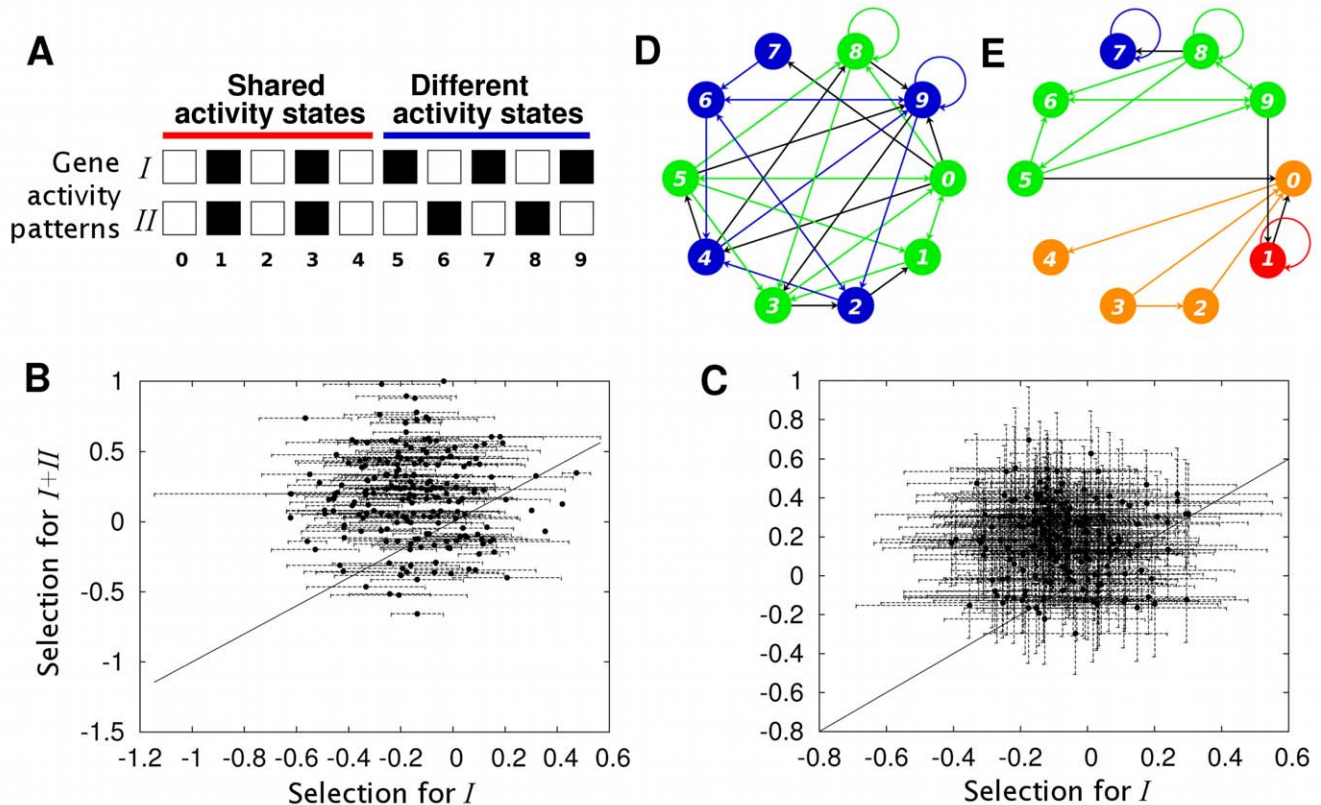 A
Shared
activity states
Different
activity states
Gene
activity
patterns
I
II
0 1 2 3 4 5 6 7 8 9
D
7
8
6
9
5
0
4
1
3
2
E
7
8
6
9
5
0
4
1
3
2
B
1
0.5
0
-0.5
-1
-1.5
-1.2 -1 -0.8 -0.6 -0.4 -0.2 0 0.2 0.4 0.6
Selection for I+II
Selection for I
C
1
0.8
0.6
0.4
0.2
0
-0.2
-0.4
-0.6
-0.8
-0.8 -0.6 -0.4 -0.2 0 0.2 0.4 0.6
Selection for I